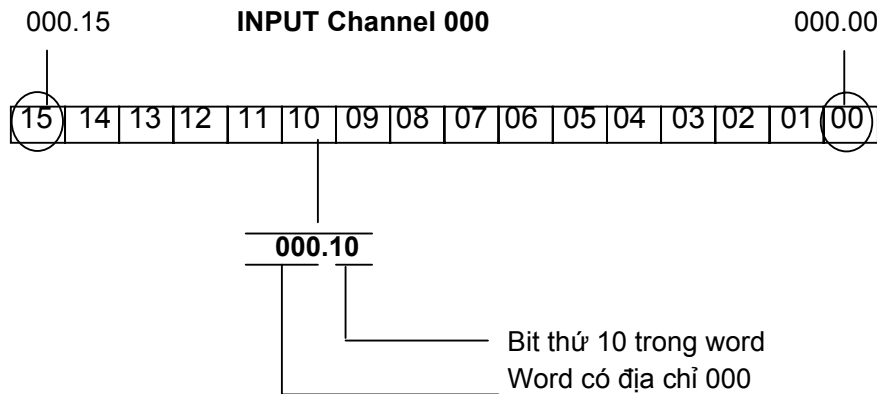 000.15 INPUT Channel 000 000.00
15 14 13 12 11 10 09 08 07 06 05 04 03 02 01 00
000.10
Bit thứ 10 trong word
Word có địa chỉ 000